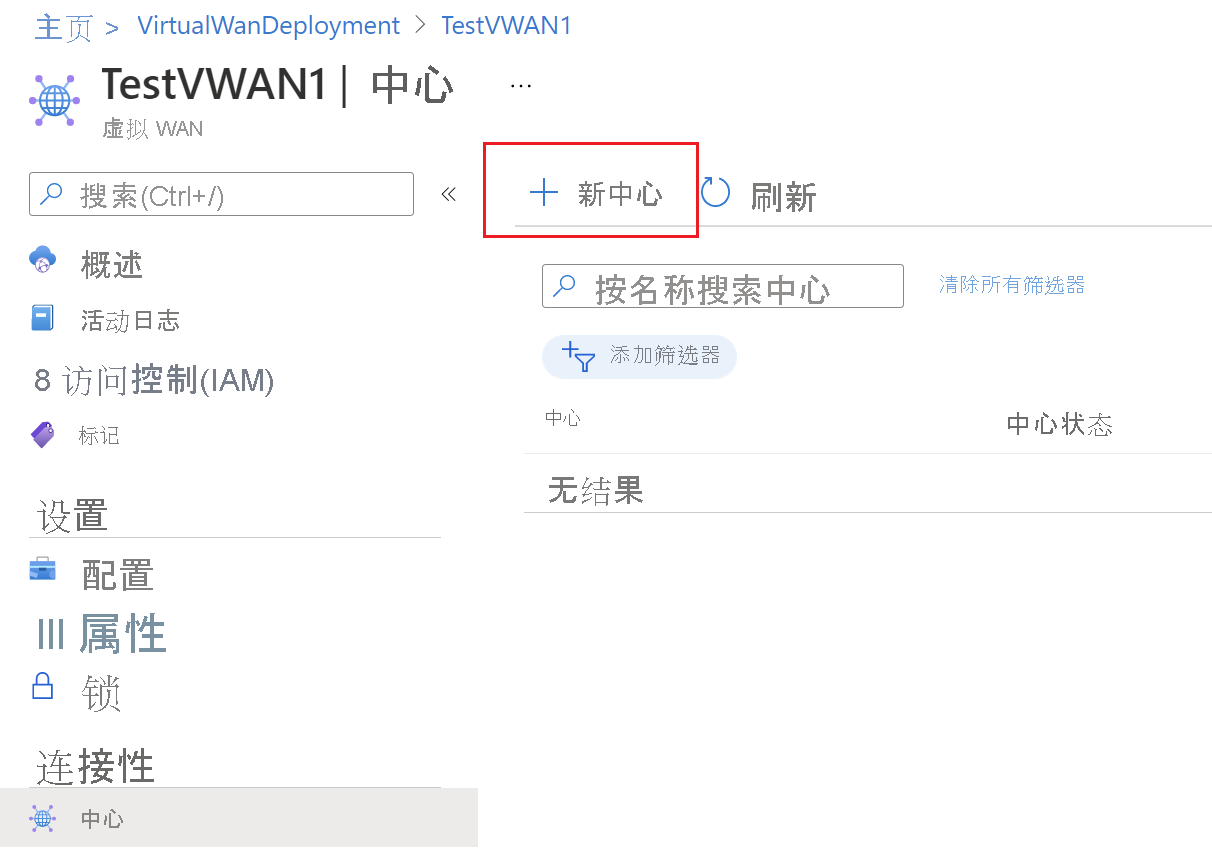 主页 > VirtualWanDeployment > TestVWAN1
TestVWAN1 | 中心 ...
虚拟 WAN
搜索(Ctrl+/) «
概述
活动日志
8 访问控制(IAM)
标记
设置
配置
III 属性
锁
连接性
中心
+ 新中心 刷新
按名称搜索中心 清除所有筛选器
添加筛选器
中心 中心状态
无结果